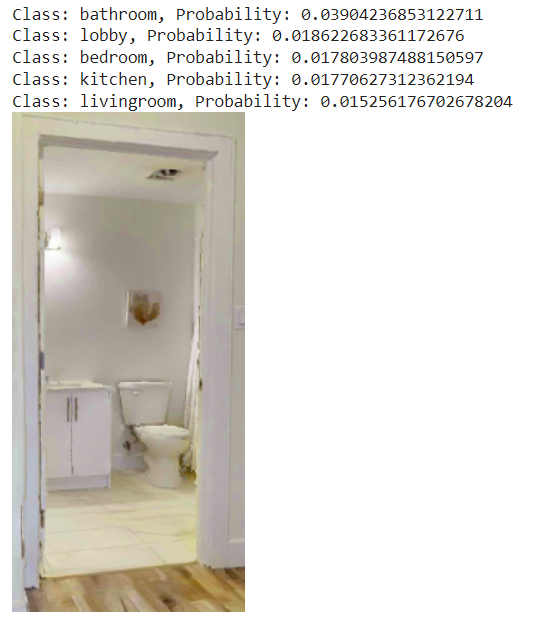 Class: bathroom, Probability: 0.03904236853122711
Class: lobby, Probability: 0.018622683361172676
Class: bedroom, Probability: 0.017803987488150597
Class: kitchen, Probability: 0.01770627312362194
Class: livingroom, Probability: 0.015256176702678204